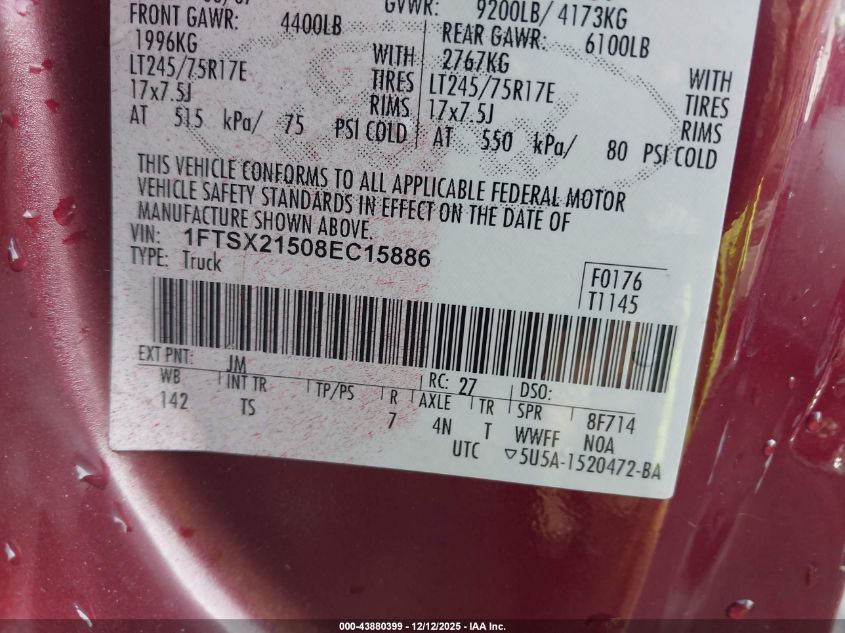 GVWR: 9200LB/ 4173KG
FRONT GAWR: 4400LB
1996KG WITH
LT245/75R17E TIRES
17x7.5J RIMS
AT 515 kPa/ 75 PSI COLD
REAR GAWR: 6100LB
2767KG WITH
LT245/75R17E TIRES
17x7.5J RIMS
AT 550 kPa/ 80 PSI COLD
THIS VEHICLE CONFORMS TO ALL APPLICABLE FEDERAL MOTOR
VEHICLE SAFETY STANDARDS IN EFFECT ON THE DATE OF
MANUFACTURE SHOWN ABOVE.
VIN: 1FTSX21508EC15886
TYPE: Truck
F0176
T1145
EXT PNT: JM RC: 27 DSO:
WB INT TR TP/PS R AXLE TR SPR
142 TS 7 4N T WWFF 8F714
NOA
UTC ▽5U5A-1520472-BA
000-43880399 - 12/12/2025 - IAA Inc.